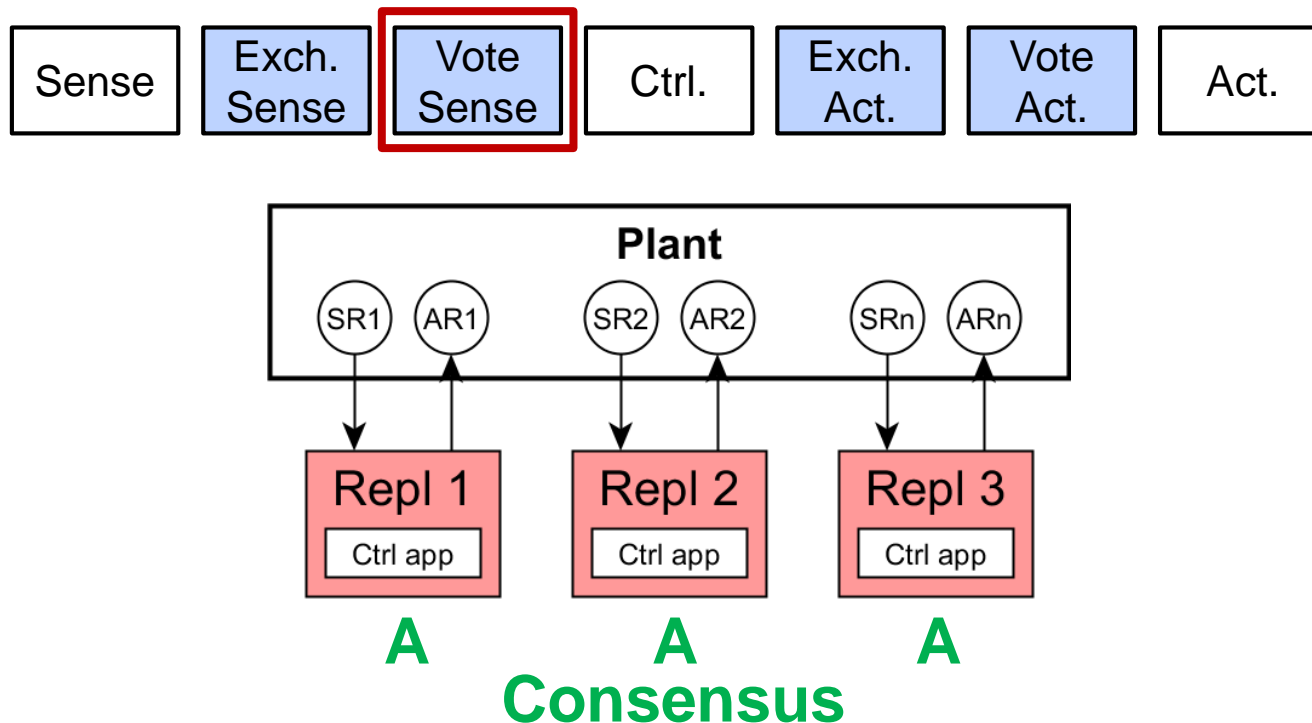 Sense
Exch.
Sense
Vote
Sense
Ctrl.
Exch.
Act.
Vote
Act.
Act.
Plant
SR1
AR1
SR2
AR2
SRn
ARn
Repl 1
Repl 2
Repl 3
Ctrl app
Ctrl app
Ctrl app
A
A
A
Consensus